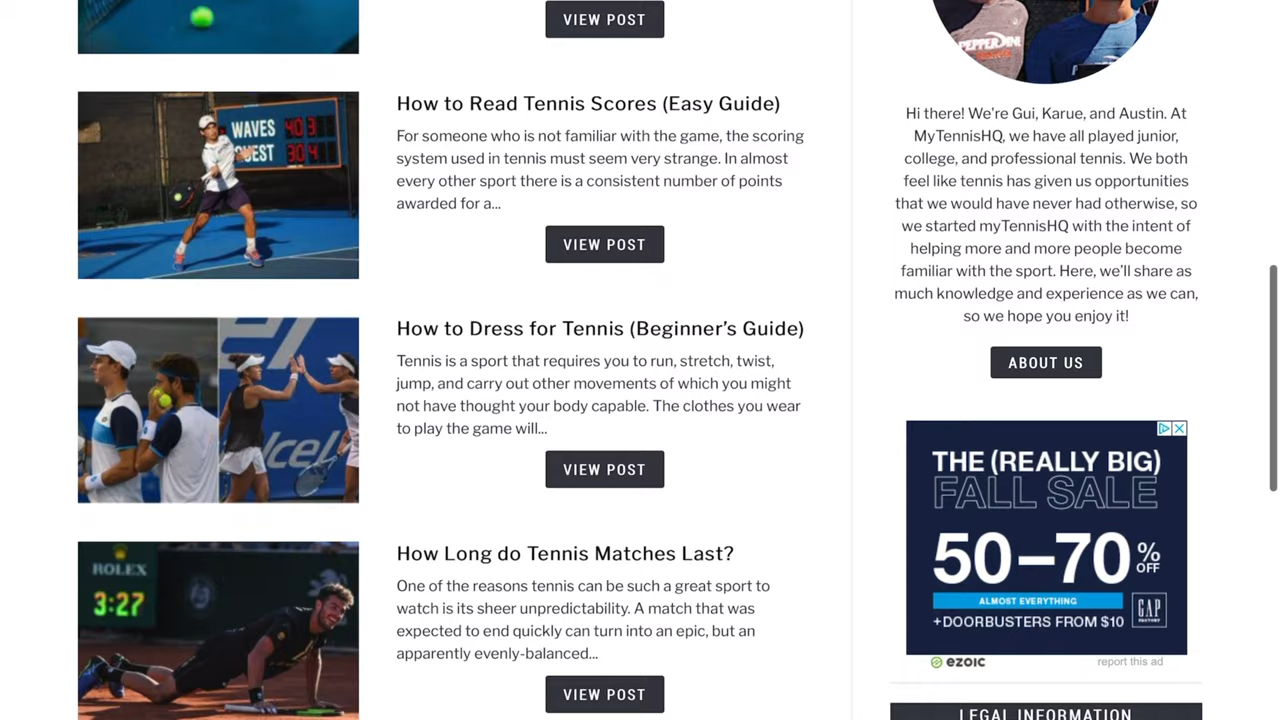 VIEW POST
WAVES 40 3
GUEST 30 4
How to Read Tennis Scores (Easy Guide)
For someone who is not familiar with the game, the scoring
system used in tennis must seem very strange. In almost
every other sport there is a consistent number of points
awarded for a...
VIEW POST
How to Dress for Tennis (Beginner’s Guide)
Tennis is a sport that requires you to run, stretch, twist,
jump, and carry out other movements of which you might
not have thought your body capable. The clothes you wear
to play the game will...
VIEW POST
ROLEX
3:27
How Long do Tennis Matches Last?
One of the reasons tennis can be such a great sport to
watch is its sheer unpredictability. A match that was
expected to end quickly can turn into an epic, but an
apparently evenly-balanced...
VIEW POST
PEPPERDINE
Hi there! We're Gui, Karue, and Austin. At
MyTennisHQ, we have all played junior,
college, and professional tennis. We both
feel like tennis has given us opportunities
that we would have never had otherwise, so
we started myTennisHQ with the intent of
helping more and more people become
familiar with the sport. Here, we’ll share as
much knowledge and experience as we can,
so we hope you enjoy it!
ABOUT US
THE (REALLY BIG)
FALL SALE
50–70% OFF
ALMOST EVERYTHING
+DOORBUSTERS FROM $10
GAP
FACTORY
ezoic
report this ad
LEGAL INFORMATION